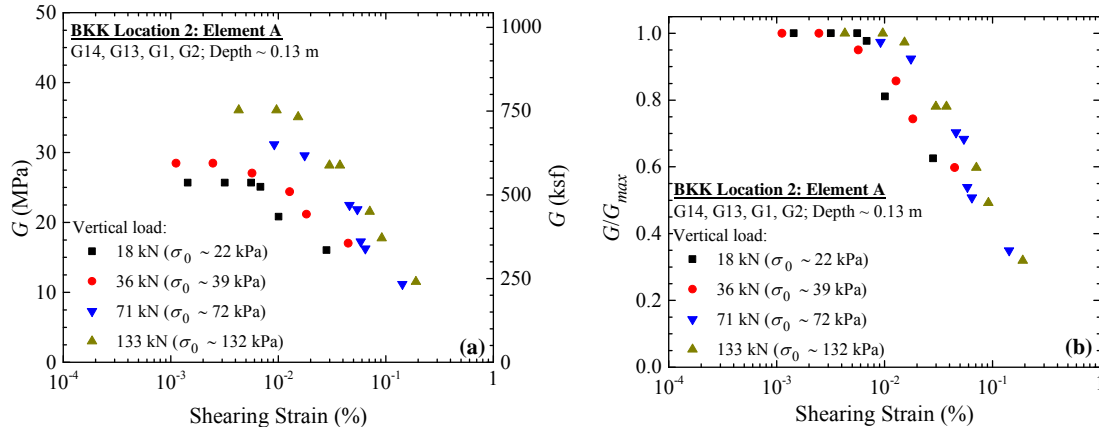 BKK Location 2: Element A
G14, G13, G1, G2; Depth ~ 0.13 m
50
40
30
20
10
0
G (MPa)
1000
750
500
250
0
G (ksf)
Vertical load:
18 kN (σ0 ~ 22 kPa)
36 kN (σ0 ~ 39 kPa)
71 kN (σ0 ~ 72 kPa)
133 kN (σ0 ~ 132 kPa)
(a)
10-4
10-3
10-2
10-1
1
Shearing Strain (%)
1.0
0.8
0.6
0.4
0.2
0.0
G/Gmax
BKK Location 2: Element A
G14, G13, G1, G2; Depth ~ 0.13 m
Vertical load:
18 kN (σ0 ~ 22 kPa)
36 kN (σ0 ~ 39 kPa)
71 kN (σ0 ~ 72 kPa)
133 kN (σ0 ~ 132 kPa)
(b)
10-4
10-3
10-2
10-1
1
Shearing Strain (%)